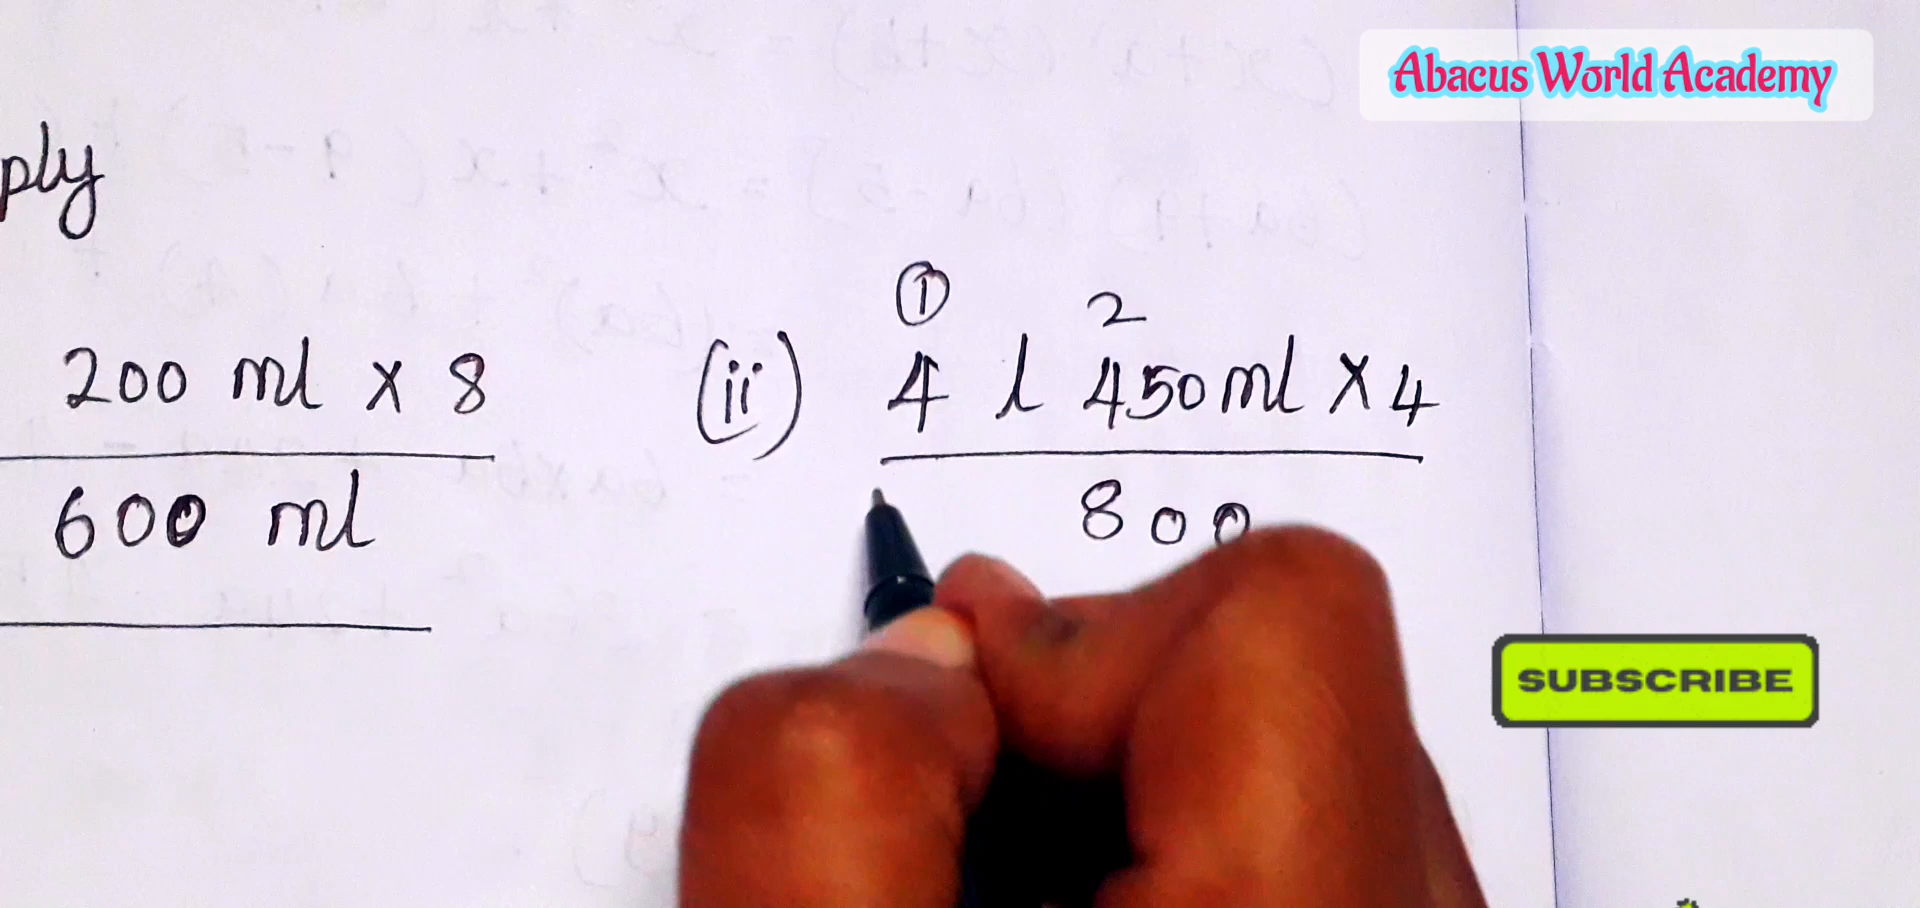 Abacus World Academy
ply
① 2
200 ml x 8
(ii) 4 l 450 ml x 4
600 ml
800
SUBSCRIBE